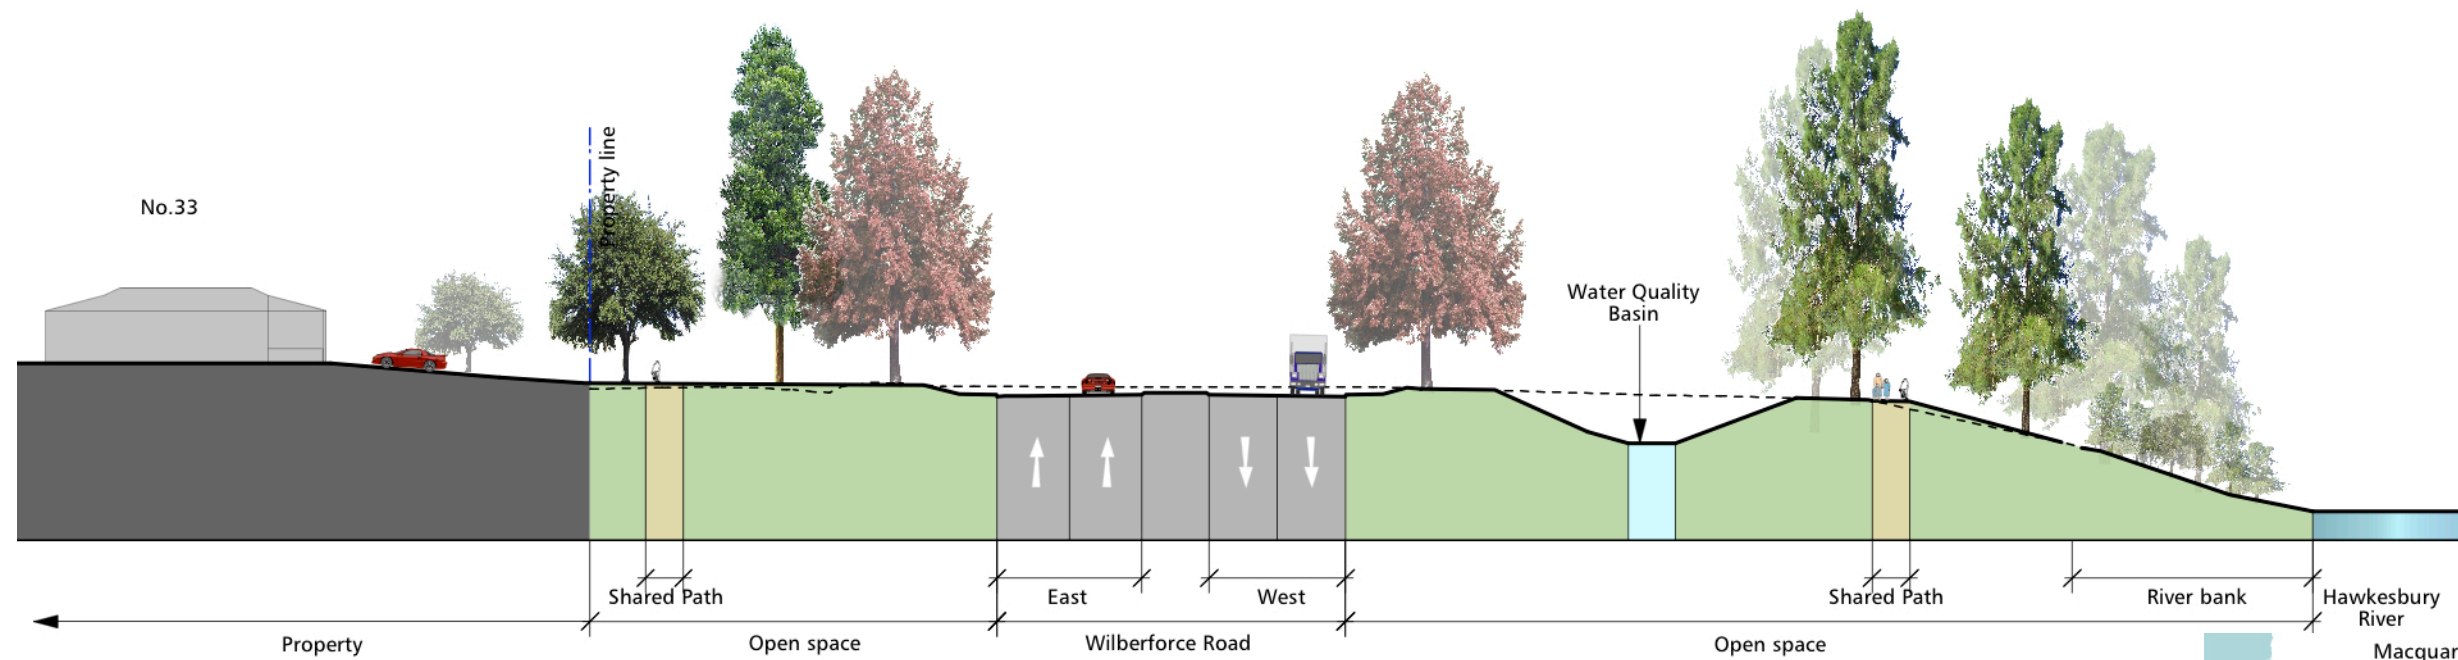 Property line
No.33
Water Quality
Basin
Shared Path
East
West
Shared Path
River bank
Hawkesbury
River
Property
Open space
Wilberforce Road
Open space